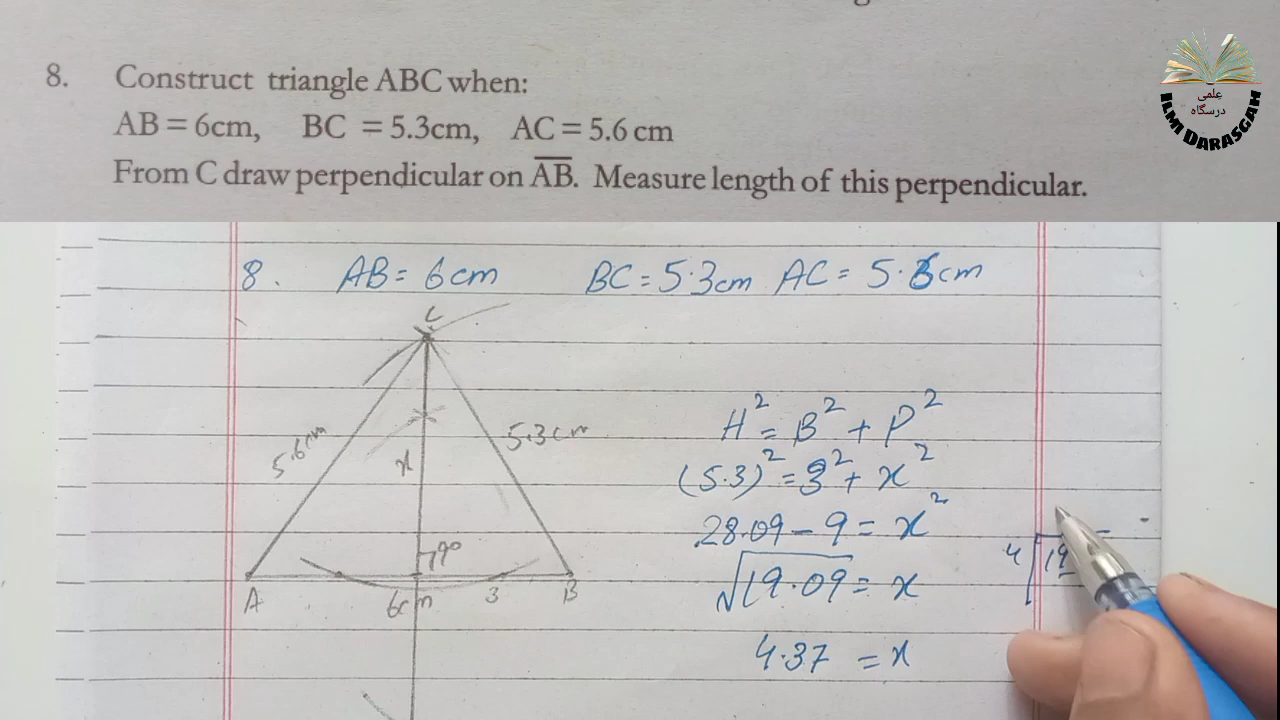 8. Construct triangle ABC when:
AB = 6cm, BC = 5.3cm, AC = 5.6 cm
From C draw perpendicular on A͞B͞. Measure length of this perpendicular.
علمی
درسگاه
ILMI DARASGAH
8. AB = 6cm BC = 5.3cm AC = 5.6cm
C
5.6cm
5.3cm
x
90
A
6cm
3
B
H² = B² + P²
(5.3)² = 3² + x²
28.09 - 9 = x²
√19.09 = x
4.37 = x
4
19